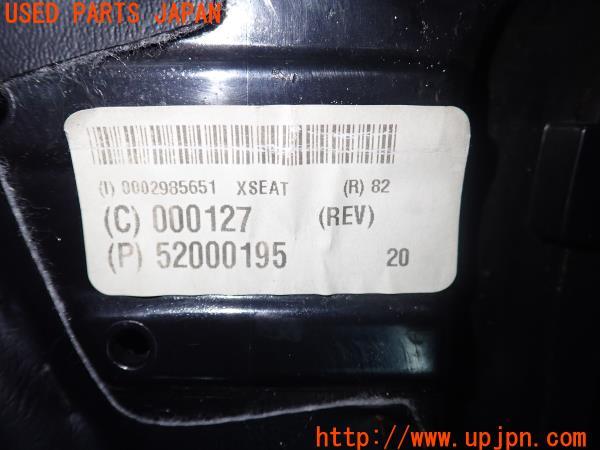 USED PARTS JAPAN
(I) 0002985651 XSEAT (R) 82
(C) 000127 (REV)
(P) 52000195 20
http://www.upjpn.com/